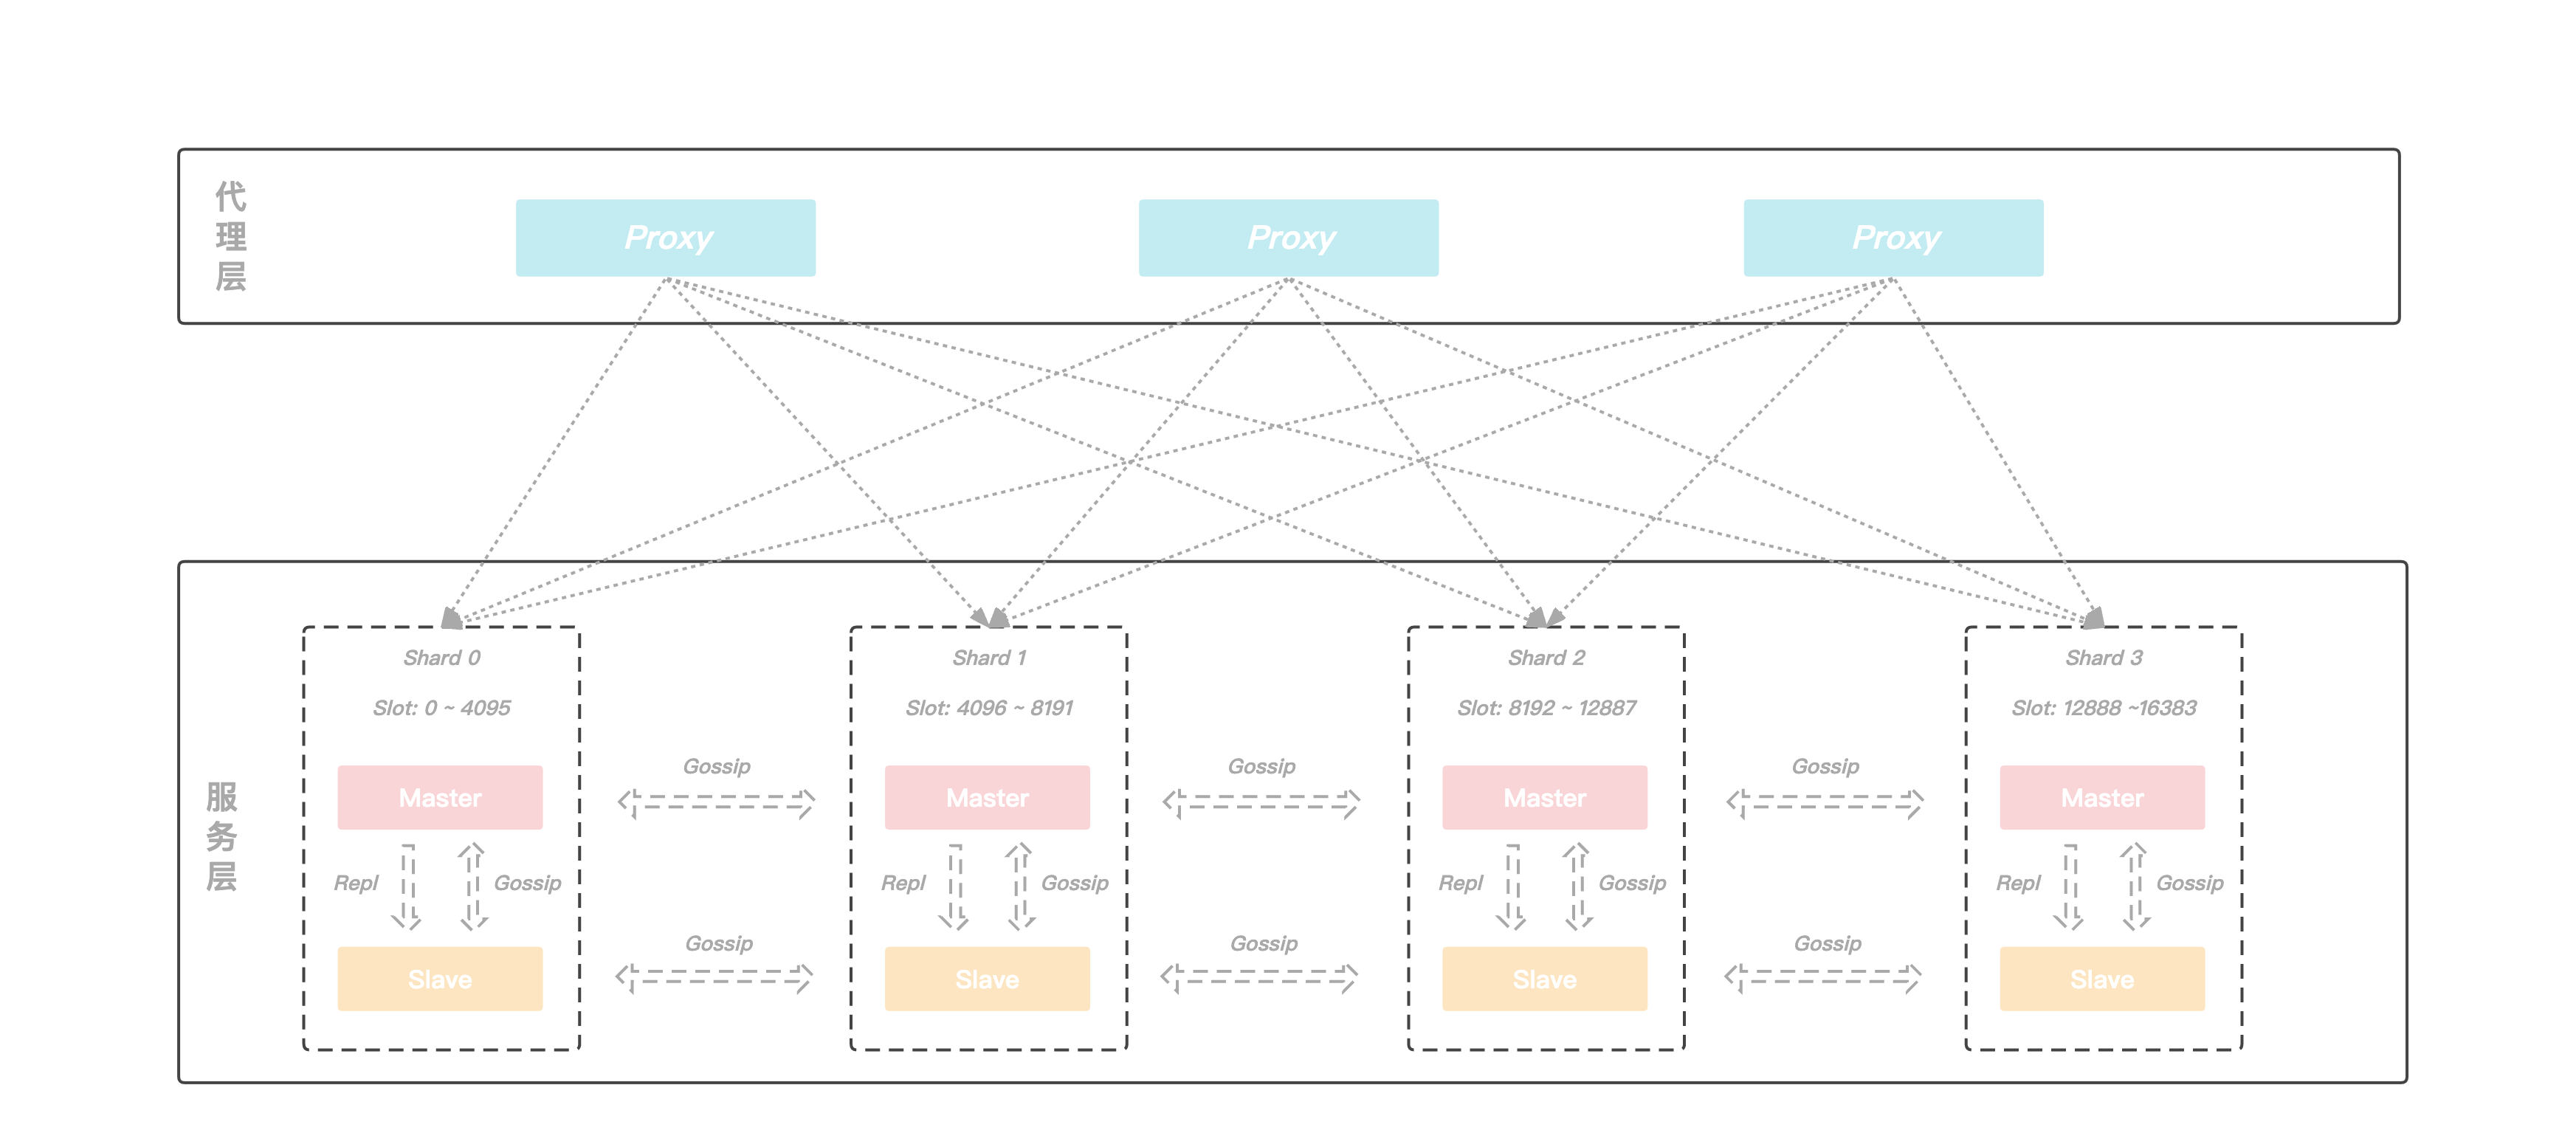 代理层
Proxy
Proxy
Proxy
服务层
Shard 0
Slot: 0 ~ 4095
Master
Repl
Gossip
Slave
Gossip
Gossip
Shard 1
Slot: 4096 ~ 8191
Master
Repl
Gossip
Slave
Gossip
Gossip
Shard 2
Slot: 8192 ~ 12887
Master
Repl
Gossip
Slave
Gossip
Gossip
Shard 3
Slot: 12888 ~16383
Master
Repl
Gossip
Slave